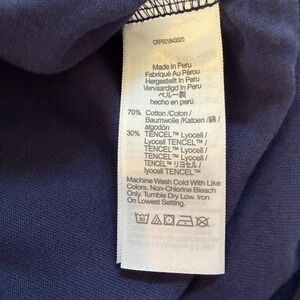 Made in Peru
Fabriqué Au Pérou
Hergestellt In Peru
Vervaardigd in Peru
ペルー製
hecho en perú
70% Cotton /Coton /
Baumwolle /Katoen /綿 /
algodón
30% TENCEL™ Lyocell /
Lyocell TENCEL™ /
TENCEL™ Lyocell /
TENCEL™ Lyocell /
TENCEL™ リヨセル /
lyocell TENCEL™
Machine Wash Cold With Like
Colors. Non-Chlorine Bleach
Only. Tumble Dry Low. Iron
On Lowest Setting.